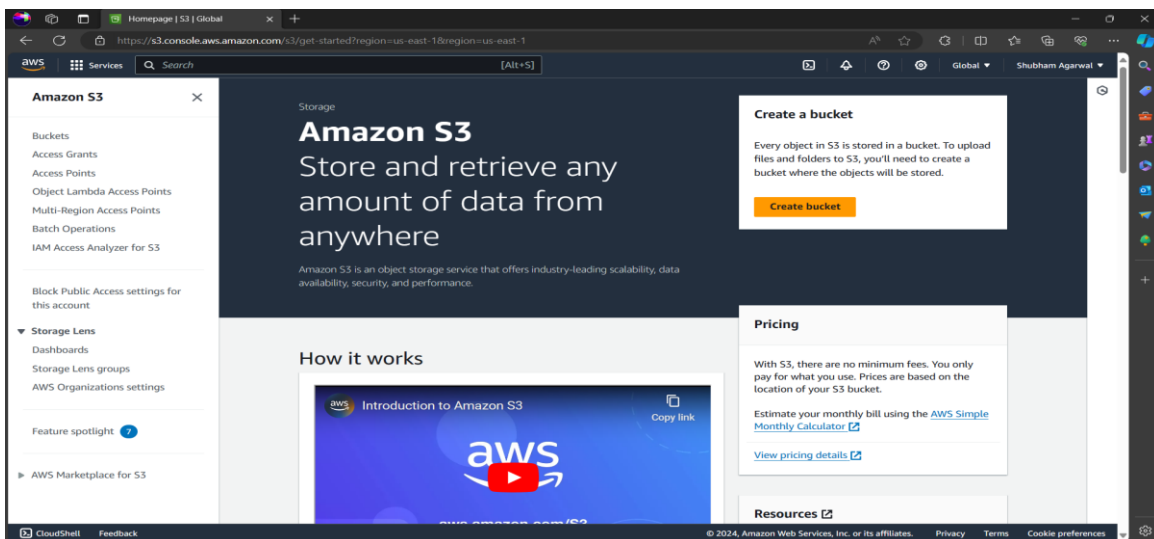 Homepage | S3 | Global
https://s3.console.aws.amazon.com/s3/get-started?region=us-east-1&region=us-east-1
aws
Services
Search
[Alt+S]
Global
Shubham Agarwal
Amazon S3
Buckets
Access Grants
Access Points
Object Lambda Access Points
Multi-Region Access Points
Batch Operations
IAM Access Analyzer for S3
Block Public Access settings for
this account
Storage Lens
Dashboards
Storage Lens groups
AWS Organizations settings
Feature spotlight 7
AWS Marketplace for S3
Storage
Amazon S3
Store and retrieve any
amount of data from
anywhere
Amazon S3 is an object storage service that offers industry-leading scalability, data
availability, security, and performance.
How it works
aws
Introduction to Amazon S3
Copy link
aws
aws.amazon.com/S3
Create a bucket
Every object in S3 is stored in a bucket. To upload
files and folders to S3, you'll need to create a
bucket where the objects will be stored.
Create bucket
Pricing
With S3, there are no minimum fees. You only
pay for what you use. Prices are based on the
location of your S3 bucket.
Estimate your monthly bill using the AWS Simple
Monthly Calculator
View pricing details
Resources
CloudShell
Feedback
© 2024, Amazon Web Services, Inc. or its affiliates.
Privacy
Terms
Cookie preferences